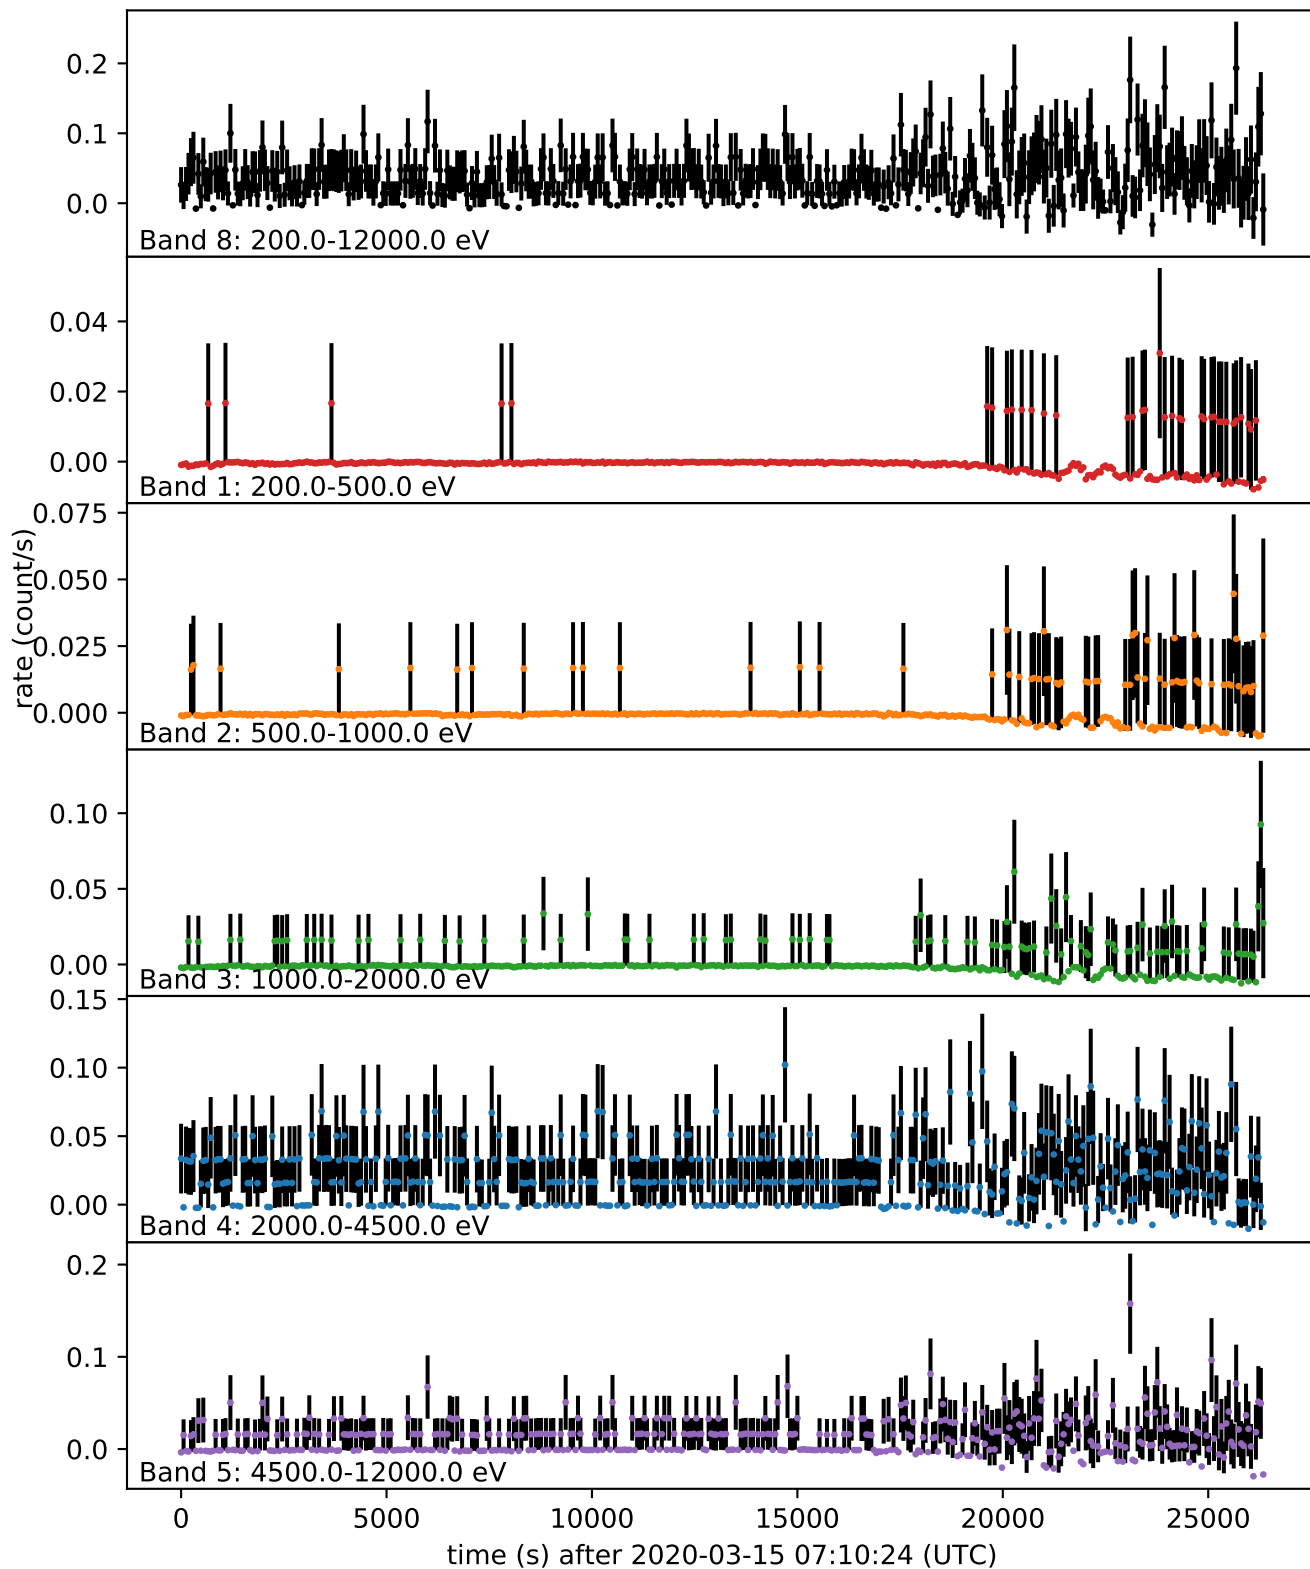 0.2
0.1
0.0
Band 8: 200.0-12000.0 eV
0.04
0.02
0.00
Band 1: 200.0-500.0 eV
rate (count/s)
0.075
0.050
0.025
0.000
Band 2: 500.0-1000.0 eV
0.10
0.05
0.00
Band 3: 1000.0-2000.0 eV
0.15
0.10
0.05
0.00
Band 4: 2000.0-4500.0 eV
0.2
0.1
0.0
Band 5: 4500.0-12000.0 eV
0 5000 10000 15000 20000 25000
time (s) after 2020-03-15 07:10:24 (UTC)